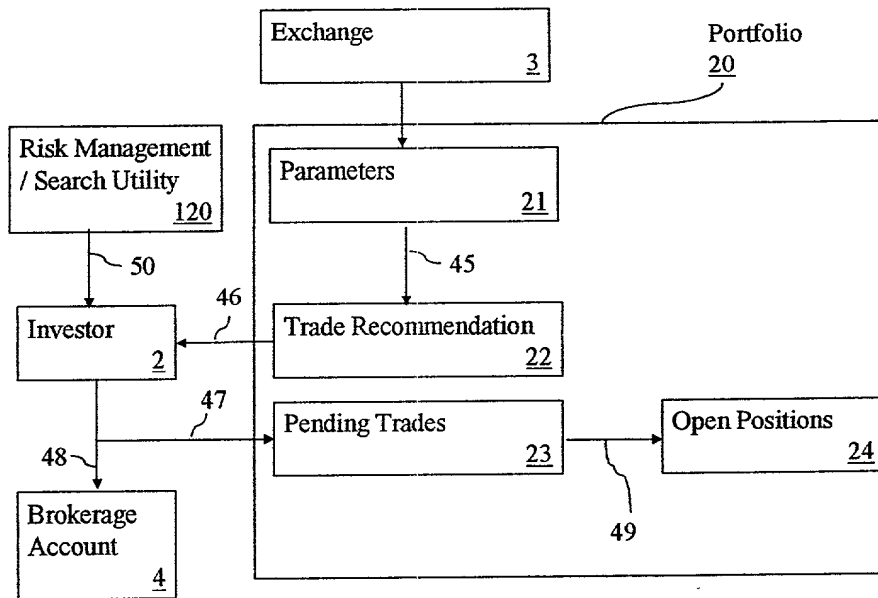 Exchange
3
Portfolio
20
Risk Management
/ Search Utility
120
Parameters
21
50
45
46
Investor
2
Trade Recommendation
22
47
Pending Trades
23
Open Positions
24
48
49
Brokerage
Account
4